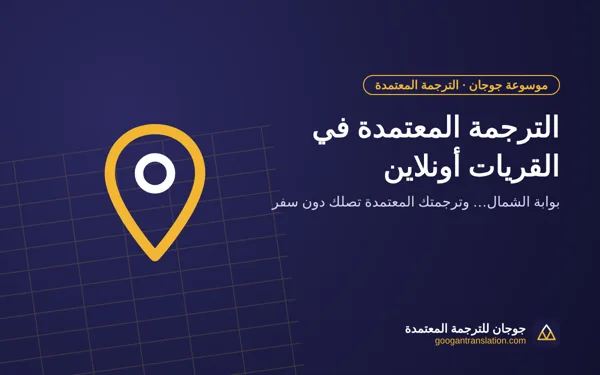 موسوعة جوجان · الترجمة المعتمدة
الترجمة المعتمدة في
القريات أونلاين
بوابة الشمال… وترجمتك المعتمدة تصلك دون سفر
جوجان للترجمة المعتمدة
googantranslation.com